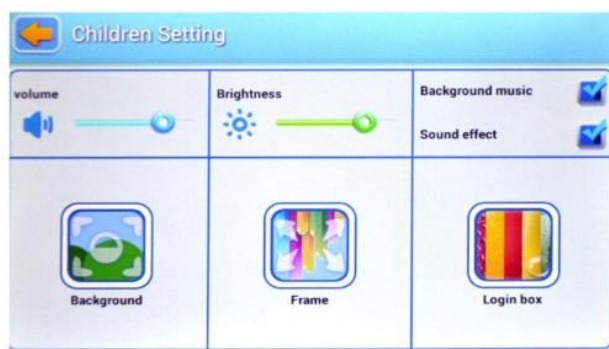 Children Setting
volume
Brightness
Background music
Sound effect
Background
Frame
Login box